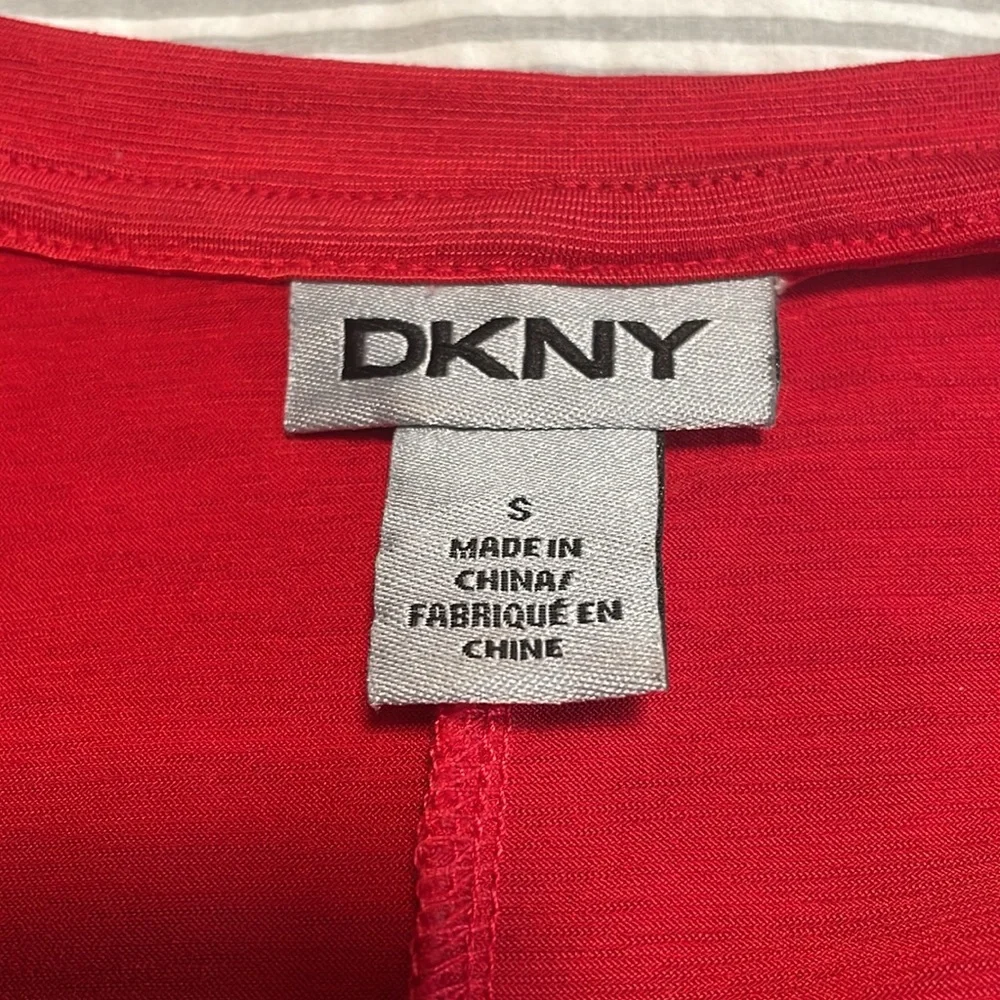 DKNY
S
MADE IN
CHINA/
FABRIQUÉ EN
CHINE